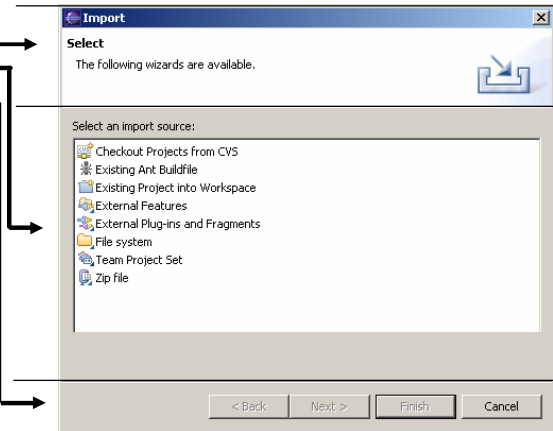 Import
Select
The following wizards are available.
Select an import source:
Checkout Projects from CVS
Existing Ant Buildfile
Existing Project into Workspace
External Features
External Plug-ins and Fragments
File system
Team Project Set
Zip file
< Back Next > Finish Cancel